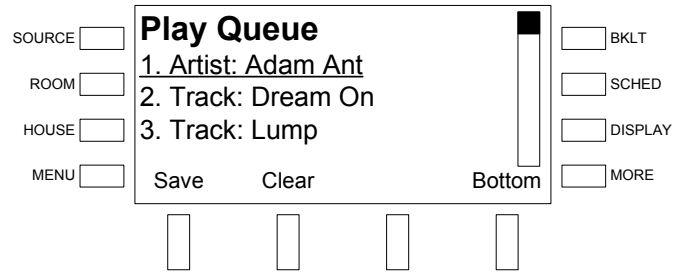 Play Queue
SOURCE
BKLT
1. Artist: Adam Ant
ROOM
SCHED
2. Track: Dream On
HOUSE
3. Track: Lump
DISPLAY
MENU
Save Clear Bottom
MORE